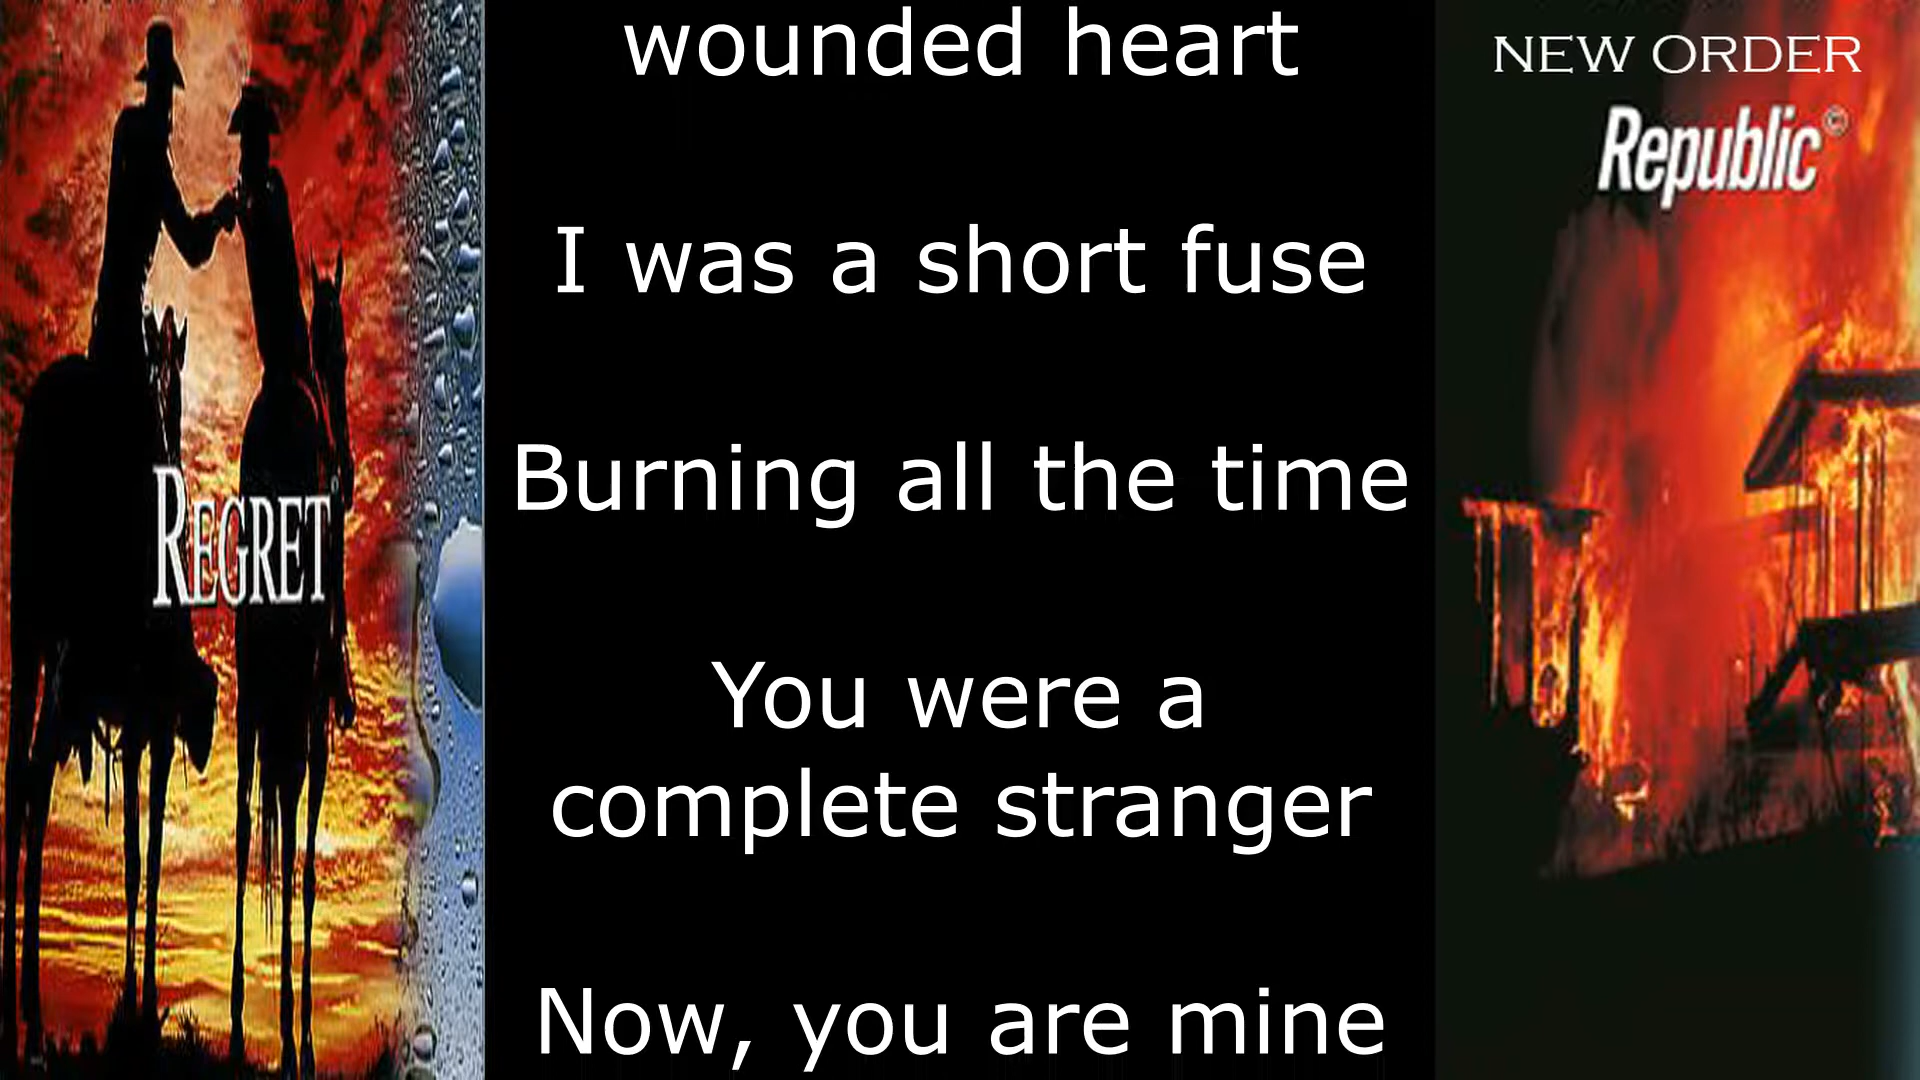 REGRET
wounded heart
I was a short fuse
Burning all the time
You were a
complete stranger
Now, you are mine
NEW ORDER
Republic©